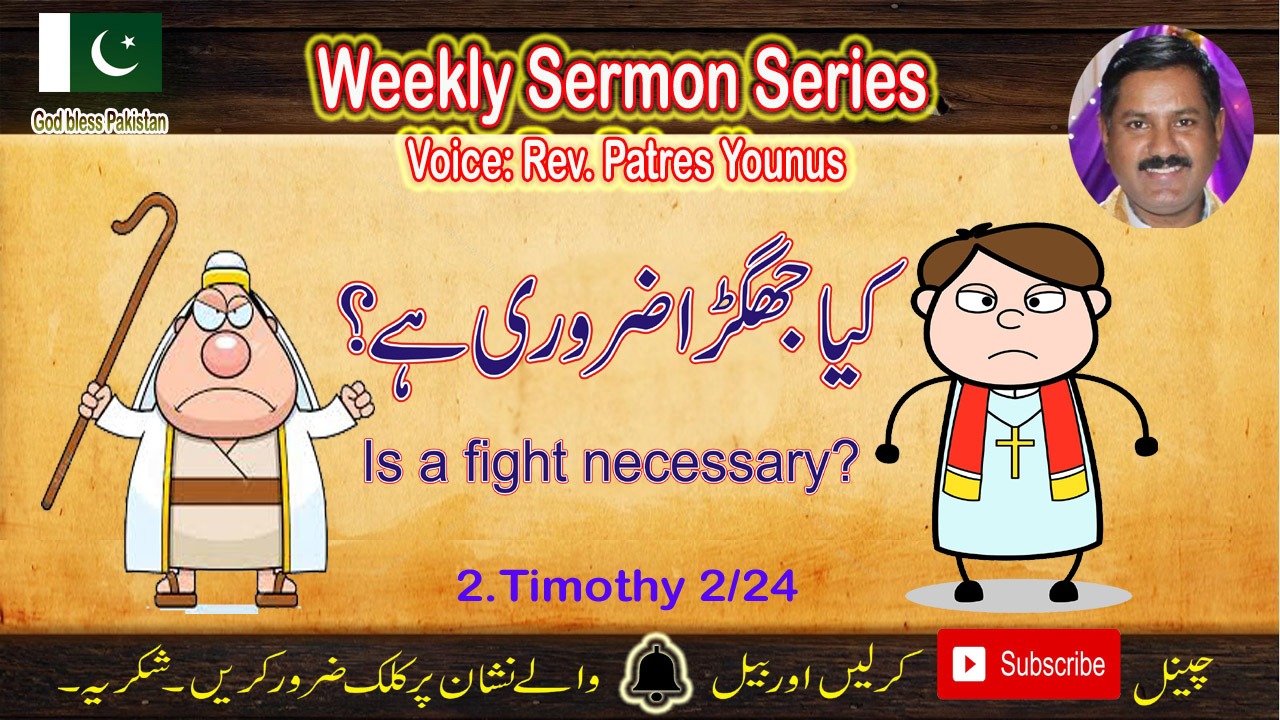 God bless Pakistan
Weekly Sermon Series
Voice: Rev. Patres Younus
کیا جھگڑا ضروری ہے؟
Is a fight necessary?
2.Timothy 2/24
چینل Subscribe کرلیں اور بیل والے نشان پر کلک ضرور کریں۔ شکریہ۔